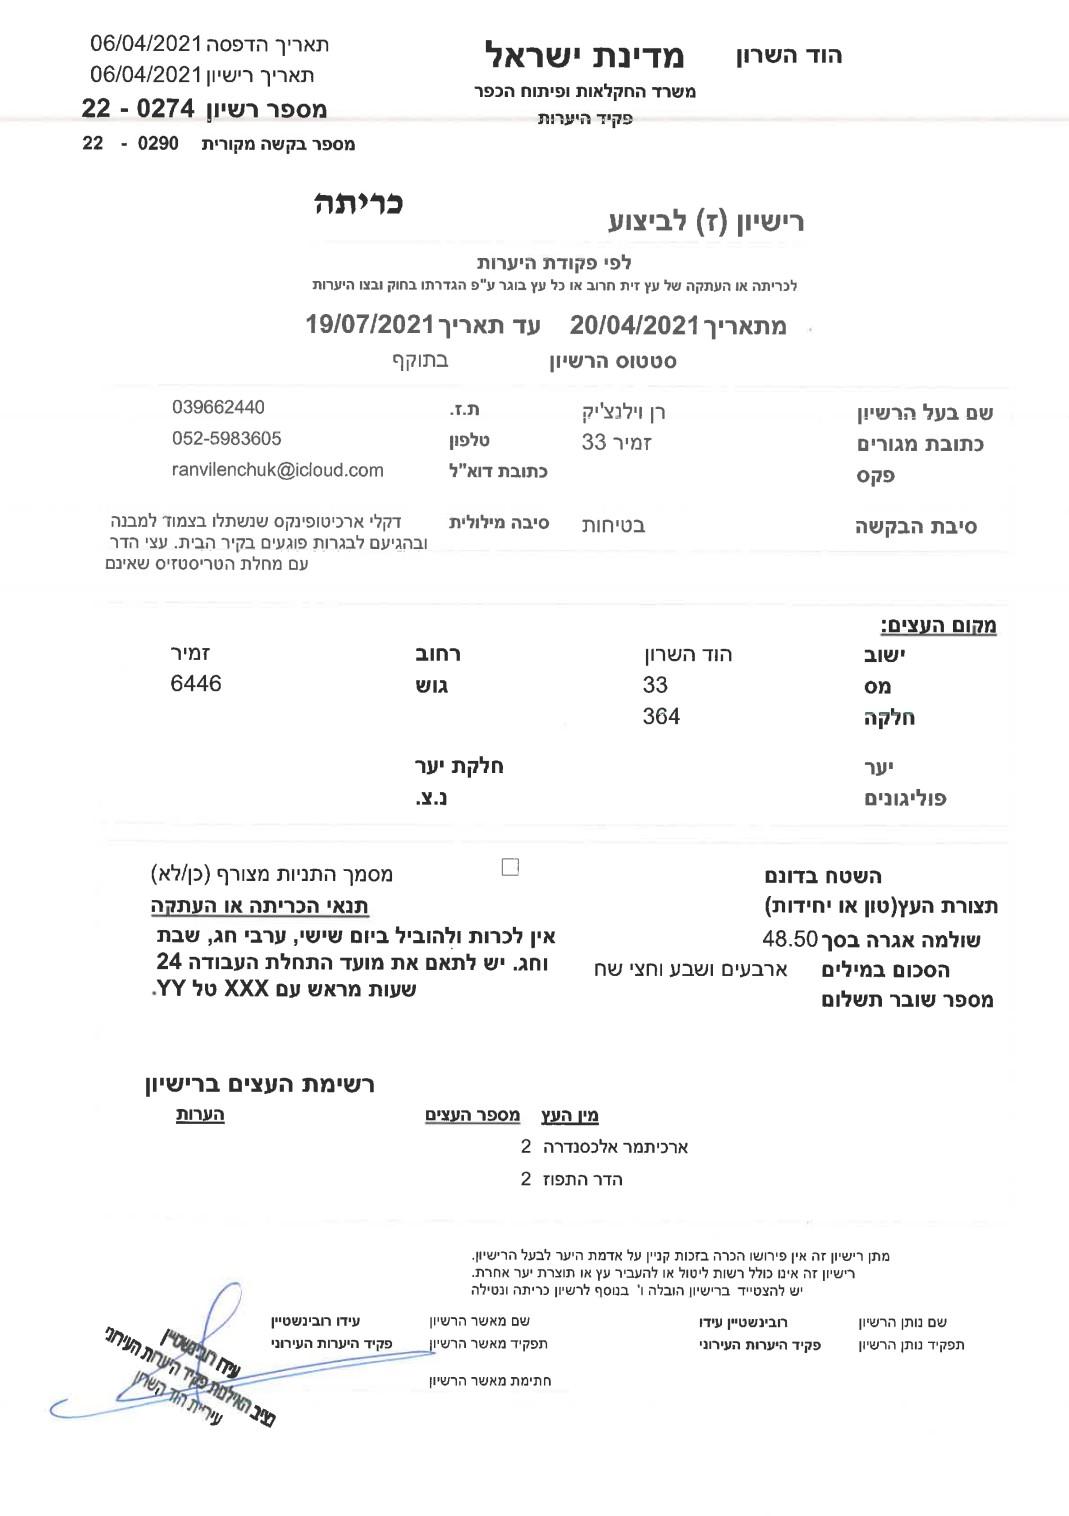 הוד השרון
מדינת ישראל
משרד החקלאות ופיתוח הכפר
פקיד היערות
תאריך הדפסה 06/04/2021
תאריך רישיון 06/04/2021
מספר רשיון 22 - 0274
מספר בקשה מקורית 22 - 0290
רישיון (ז) לביצוע כריתה
לפי פקודת היערות
לכריתה או העתקה של עץ זית חרוב או כל עץ בוגר ע"פ הגדרתו בחוק ובצו היערות
מתאריך 20/04/2021 עד תאריך 19/07/2021
סטטוס הרשיון בתוקף
שם בעל הרשיון רן וילנצ'יק ת.ז. 039662440
כתובת מגורים זמיר 33 טלפון 052-5983605
פקס כתובת דוא"ל ranvilenchuk@icloud.com
סיבת הבקשה בטיחות סיבה מילולית דקלי ארכיטופינקס שנשתלו בצמוד למבנה
ובהגיעם לבגרות פוגעים בקיר הבית. עצי הדר
עם מחלת הטריסטזיס שאינם
מקום העצים:
ישוב הוד השרון רחוב זמיר
מס 33 גוש 6446
חלקה 364
יער חלקת יער
פוליגונים נ.צ.
השטח בדונם
תצורת העץ(טון או יחידות)
שולמה אגרה בסך 48.50
הסכום במילים ארבעים ושבע וחצי שח
מספר שובר תשלום
מסמך התניות מצורף (כן/לא)
תנאי הכריתה או העתקה
אין לכרות ולהוביל ביום שישי, ערבי חג, שבת
וחג. יש לתאם את מועד התחלת העבודה 24
שעות מראש עם XXX טל YY.
רשימת העצים ברישיון
מין העץ מספר העצים הערות
ארכיתמר אלכסנדרה 2
הדר התפוז 2
מתן רישיון זה אין פירושו הכרה בזכות קניין על אדמת היער לבעל הרישיון.
רישיון זה אינו כולל רשות ליטול או להעביר עץ או תוצרת יער אחרת.
יש להצטייד ברישיון הובלה ו' בנוסף לרשיון כריתה ונטילה
שם נותן הרשיון רובינשטיין עידו שם מאשר הרשיון עידו רובינשטיין
תפקיד נותן הרשיון פקיד היערות העירוני תפקיד מאשר הרשיון פקיד היערות העירוני
חתימת מאשר הרשיון
עידו רובינשטיין
נציב האילנות פקיד היערות העירוני
עיריית הוד השרון